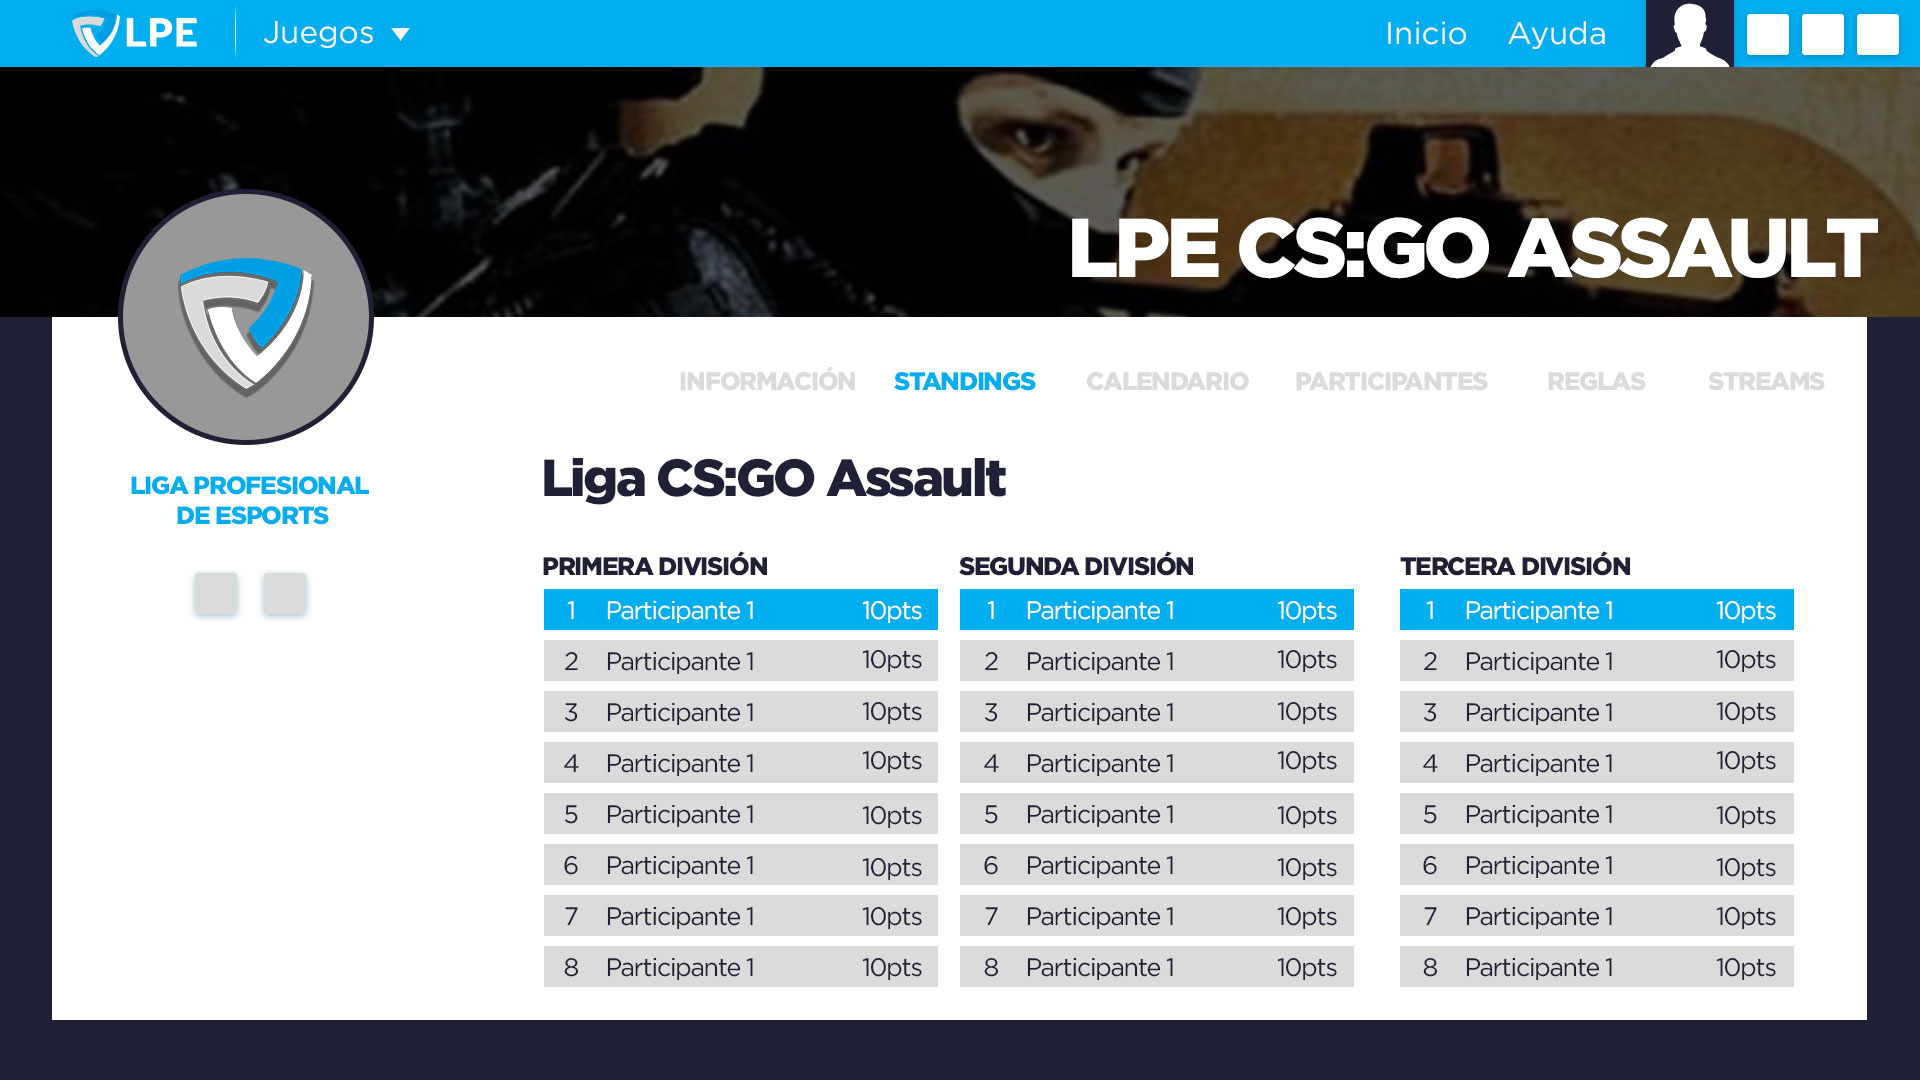 LPE
Juegos
Inicio
Ayuda
LPE CS:GO ASSAULT
LIGA PROFESIONAL
DE ESPORTS
INFORMACIÓN STANDINGS CALENDARIO PARTICIPANTES REGLAS STREAMS
Liga CS:GO Assault
PRIMERA DIVISIÓN
1 Participante 1 10pts
2 Participante 1 10pts
3 Participante 1 10pts
4 Participante 1 10pts
5 Participante 1 10pts
6 Participante 1 10pts
7 Participante 1 10pts
8 Participante 1 10pts
SEGUNDA DIVISIÓN
1 Participante 1 10pts
2 Participante 1 10pts
3 Participante 1 10pts
4 Participante 1 10pts
5 Participante 1 10pts
6 Participante 1 10pts
7 Participante 1 10pts
8 Participante 1 10pts
TERCERA DIVISIÓN
1 Participante 1 10pts
2 Participante 1 10pts
3 Participante 1 10pts
4 Participante 1 10pts
5 Participante 1 10pts
6 Participante 1 10pts
7 Participante 1 10pts
8 Participante 1 10pts